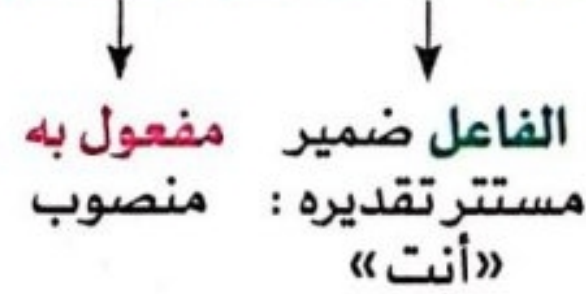 الفاعل ضمير
مستتر تقديره :
«أنت»
مفعول به
منصوب